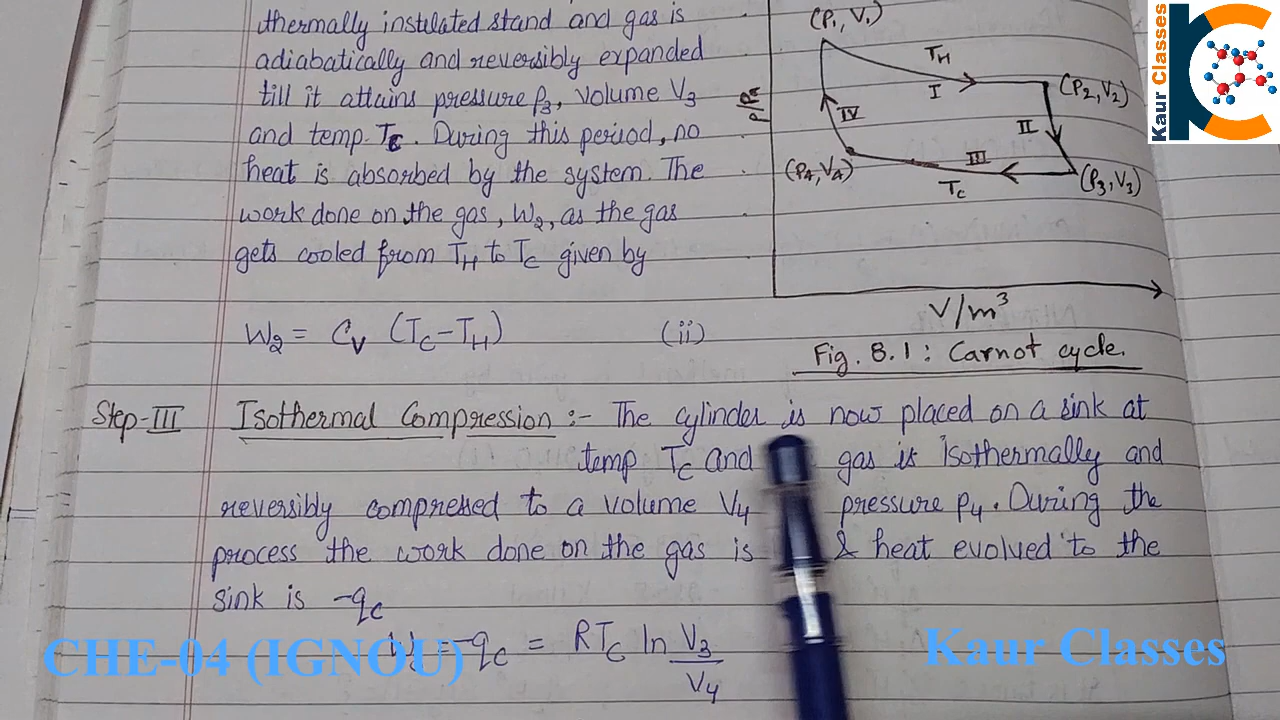 thermally instulated stand and gas is
adiabatically and reversibly expanded
till it attains pressure P3, volume V3
and temp. TC. During this period, no
heat is absorbed by the system. The
work done on the gas, W2, as the gas
gets cooled from TH to TC given by
W2 = CV (TC-TH) (ii)
(P1, V1)
TH
I
(P2, V2)
II
IV
III
(P4, V4)
TC
(P3, V3)
V/m³
Fig. 8.1: Carnot cycle.
Step-III Isothermal Compression :- The cylinder is now placed on a sink at
temp TC and gas is isothermally and
reversibly compressed to a volume V4 pressure P4. During the
process the work done on the gas is & heat evolved to the
sink is -qC
= -qC = RTC ln V3/V4
CHE-04 (IGNOU)
Kaur Classes
Kaur Classes